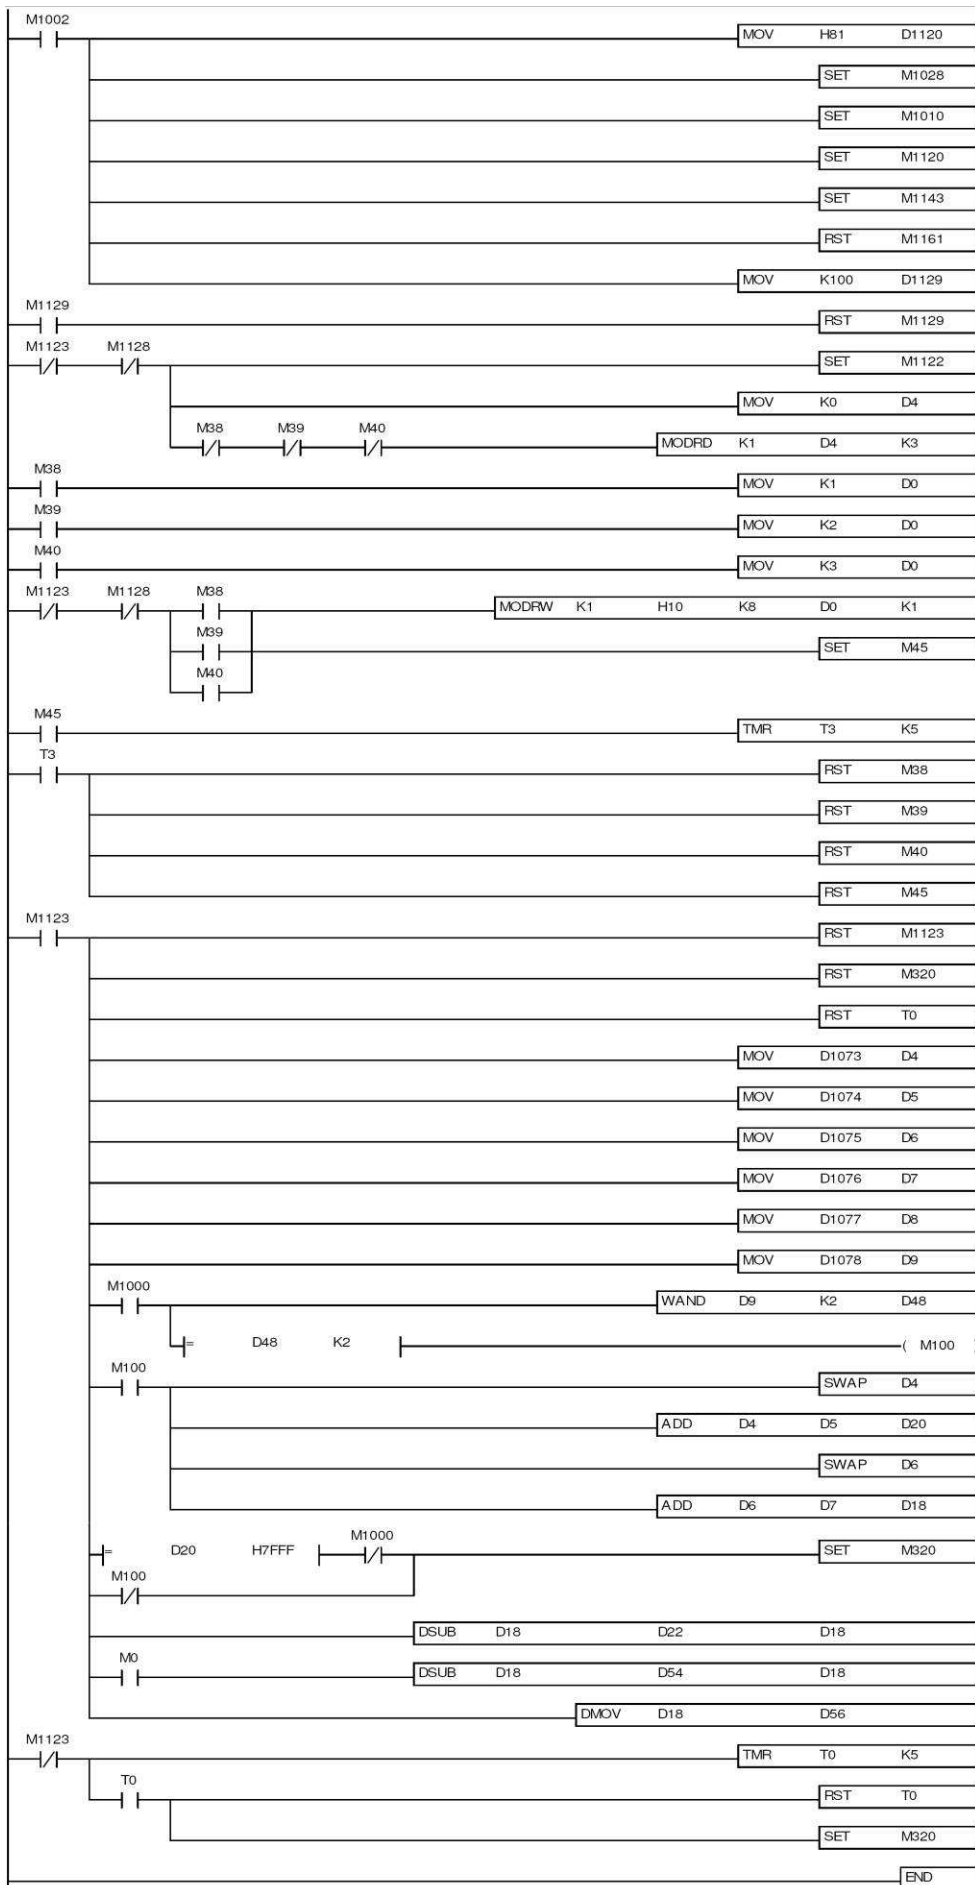 M1002
MOV H81 D1120
SET M1028
SET M1010
SET M1120
SET M1143
RST M1161
MOV K100 D1129
M1129
RST M1129
M1123 M1128
SET M1122
MOV K0 D4
M38 M39 M40
MODRD K1 D4 K3
M38
MOV K1 D0
M39
MOV K2 D0
M40
MOV K3 D0
M1123 M1128 M38
MODRW K1 H10 K8 D0 K1
M39
SET M45
M40
M45
TMR T3 K5
T3
RST M38
RST M39
RST M40
RST M45
M1123
RST M1123
RST M320
RST T0
MOV D1073 D4
MOV D1074 D5
MOV D1075 D6
MOV D1076 D7
MOV D1077 D8
MOV D1078 D9
M1000
WAND D9 K2 D48
= D48 K2 ( M100
M100
SWAP D4
ADD D4 D5 D20
SWAP D6
ADD D6 D7 D18
M1000
= D20 H7FFF SET M320
M100
DSUB D18 D22 D18
M0
DSUB D18 D54 D18
DMOV D18 D56
M1123
TMR T0 K5
T0
RST T0
SET M320
END